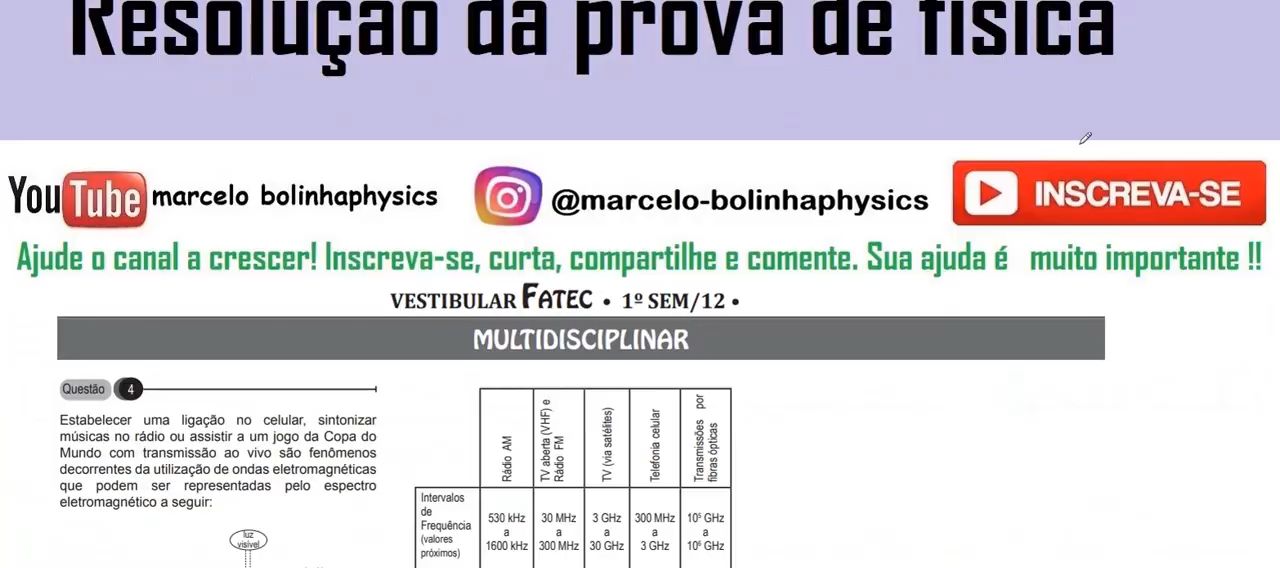 Resolução da prova de física
YouTube marcelo bolinhaphysics
@marcelo-bolinhaphysics
INSCREVA-SE
Ajude o canal a crescer! Inscreva-se, curta, compartilhe e comente. Sua ajuda é muito importante !!
VESTIBULAR FATEC • 1º SEM/12 •
MULTIDISCIPLINAR
Questão 4
Estabelecer uma ligação no celular, sintonizar
músicas no rádio ou assistir a um jogo da Copa do
Mundo com transmissão ao vivo são fenômenos
decorrentes da utilização de ondas eletromagnéticas
que podem ser representadas pelo espectro
eletromagnético a seguir:
luz
visível
Rádio AM
TV aberta (VHF) e
Rádio FM
TV (via satélites)
Telefonia celular
Transmissões por
fibras ópticas
Intervalos
de
Frequência
(valores
próximos)
530 kHz
a
1600 kHz
30 MHz
a
300 MHz
3 GHz
a
30 GHz
300 MHz
a
3 GHz
10⁵ GHz
a
10⁶ GHz